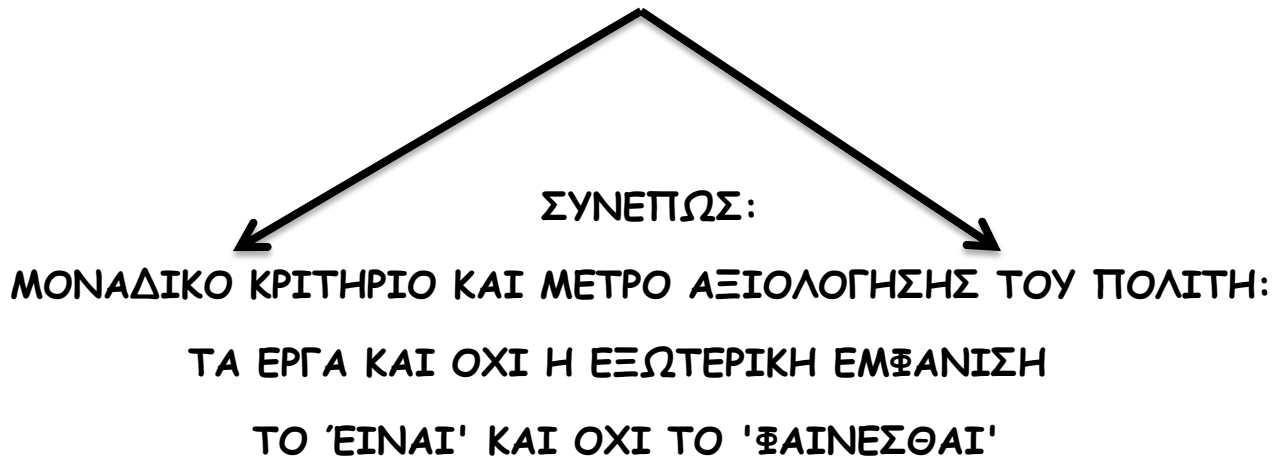 ΣΥΝΕΠΩΣ:
ΜΟΝΑΔΙΚΟ ΚΡΙΤΗΡΙΟ ΚΑΙ ΜΕΤΡΟ ΑΞΙΟΛΟΓΗΣΗΣ ΤΟΥ ΠΟΛΙΤΗ:
ΤΑ ΕΡΓΑ ΚΑΙ ΟΧΙ Η ΕΞΩΤΕΡΙΚΗ ΕΜΦΑΝΙΣΗ
ΤΟ ΈΙΝΑΙ' ΚΑΙ ΟΧΙ ΤΟ 'ΦΑΙΝΕΣΘΑΙ'